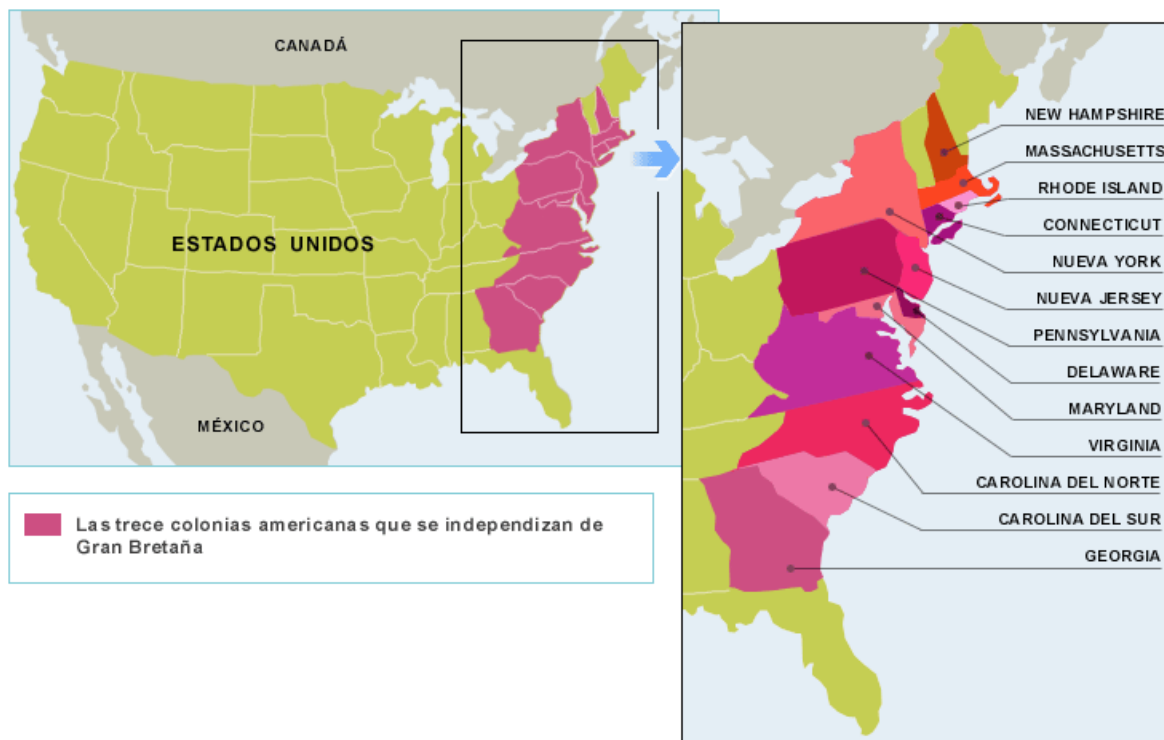 CANADÁ
ESTADOS UNIDOS
MÉXICO
Las trece colonias americanas que se independizan de
Gran Bretaña
NEW HAMPSHIRE
MASSACHUSETTS
RHODE ISLAND
CONNECTICUT
NUEVA YORK
NUEVA JERSEY
PENNSYLVANIA
DELAWARE
MARYLAND
VIRGINIA
CAROLINA DEL NORTE
CAROLINA DEL SUR
GEORGIA